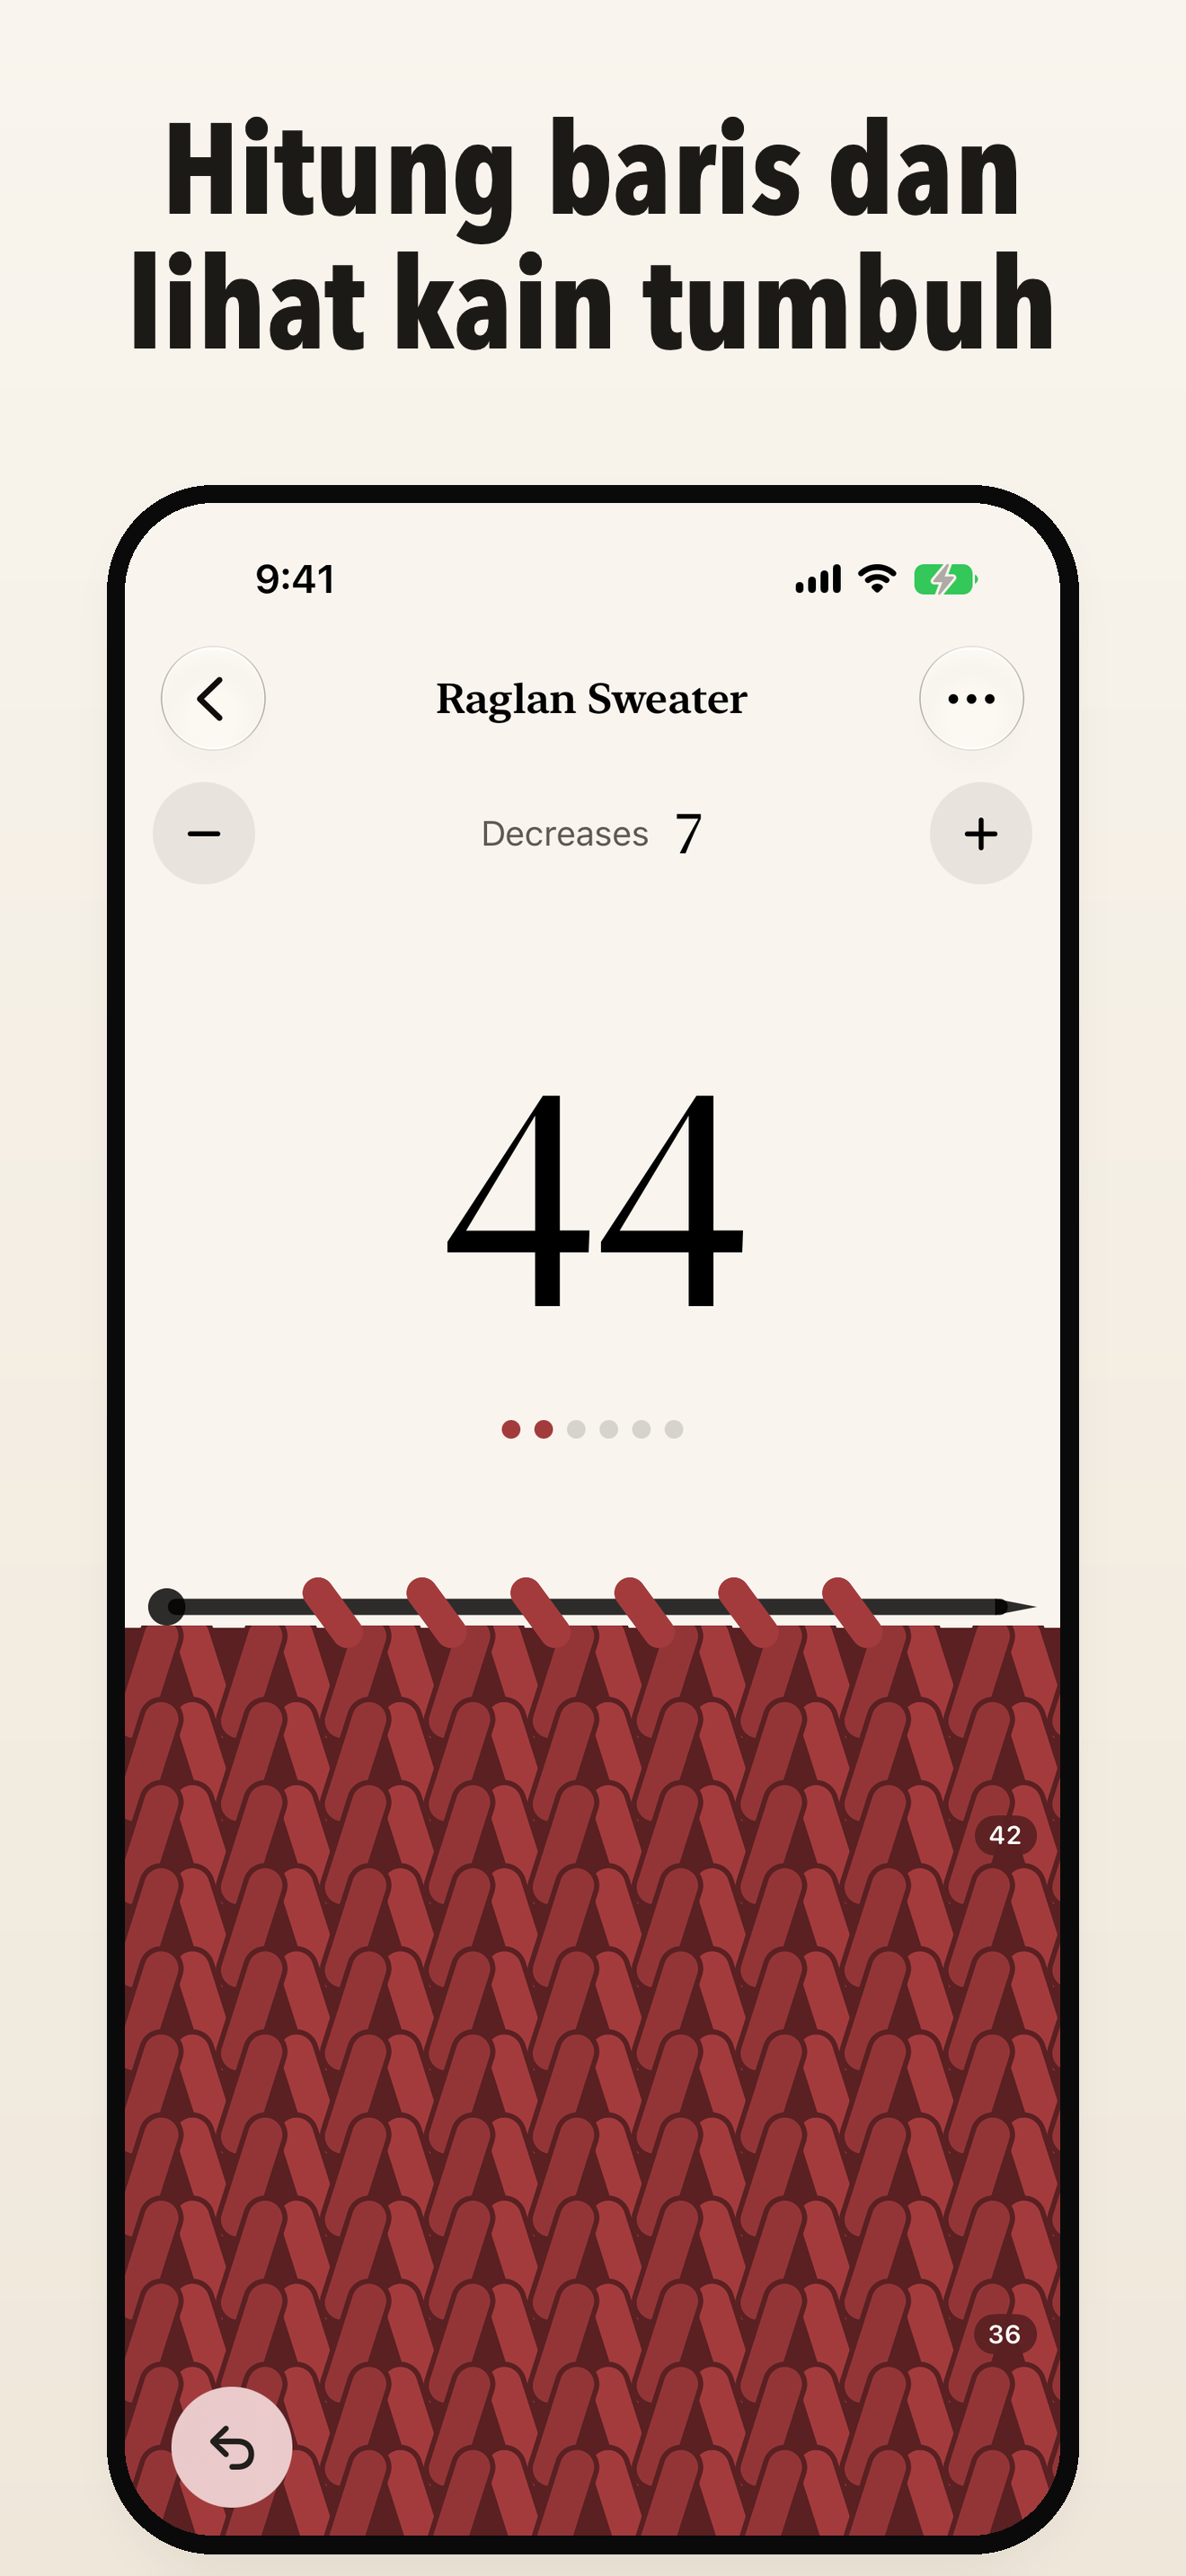 Hitung baris dan
lihat kain tumbuh
9:41
Raglan Sweater
Decreases 7
44
42
36